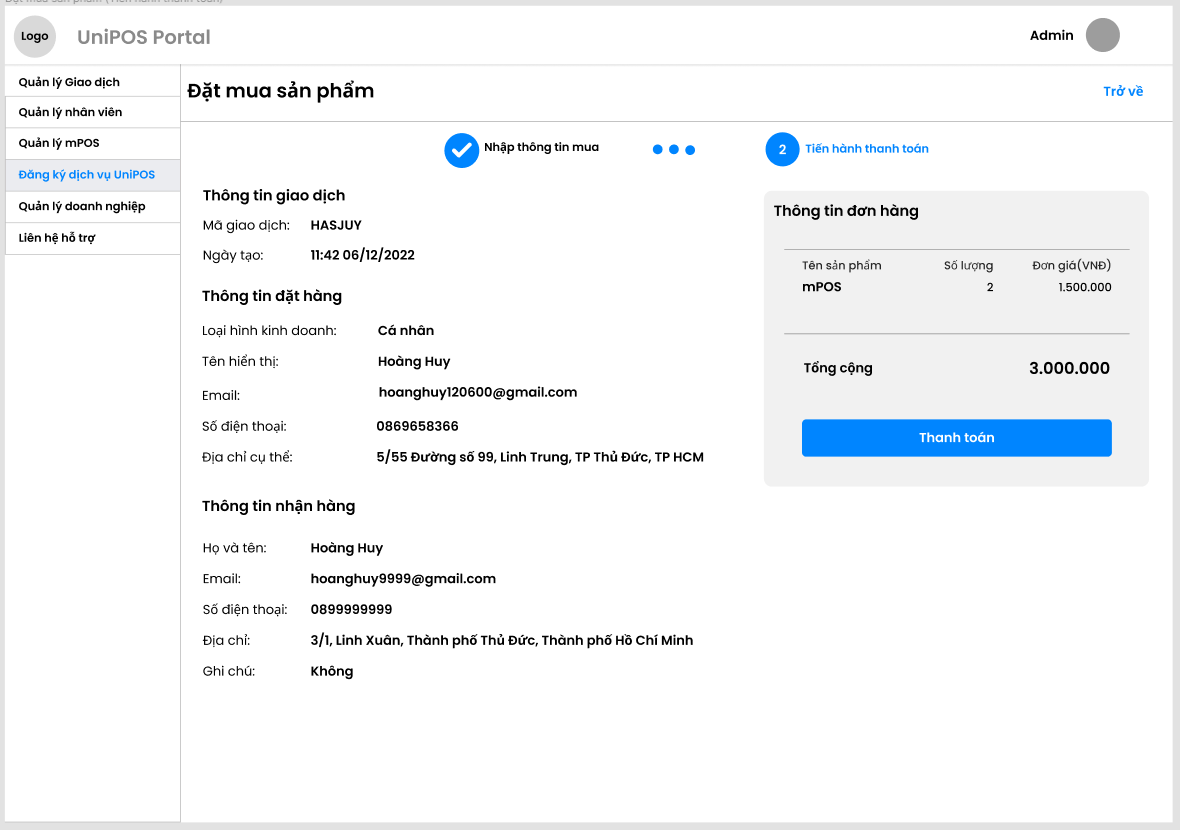 Đặt mua sản phẩm (Tiến hành thanh toán)
Logo
UniPOS Portal
Admin
Quản lý Giao dịch
Quản lý nhân viên
Quản lý mPOS
Đăng ký dịch vụ UniPOS
Quản lý doanh nghiệp
Liên hệ hỗ trợ
Đặt mua sản phẩm
Trở về
Nhập thông tin mua
2 Tiến hành thanh toán
Thông tin giao dịch
Mã giao dịch: HASJUY
Ngày tạo: 11:42 06/12/2022
Thông tin đặt hàng
Loại hình kinh doanh: Cá nhân
Tên hiển thị: Hoàng Huy
Email: hoanghuy120600@gmail.com
Số điện thoại: 0869658366
Địa chỉ cụ thể: 5/55 Đường số 99, Linh Trung, TP Thủ Đức, TP HCM
Thông tin nhận hàng
Họ và tên: Hoàng Huy
Email: hoanghuy9999@gmail.com
Số điện thoại: 0899999999
Địa chỉ: 3/1, Linh Xuân, Thành phố Thủ Đức, Thành phố Hồ Chí Minh
Ghi chú: Không
Thông tin đơn hàng
Tên sản phẩm Số lượng Đơn giá(VNĐ)
mPOS 2 1.500.000
Tổng cộng 3.000.000
Thanh toán